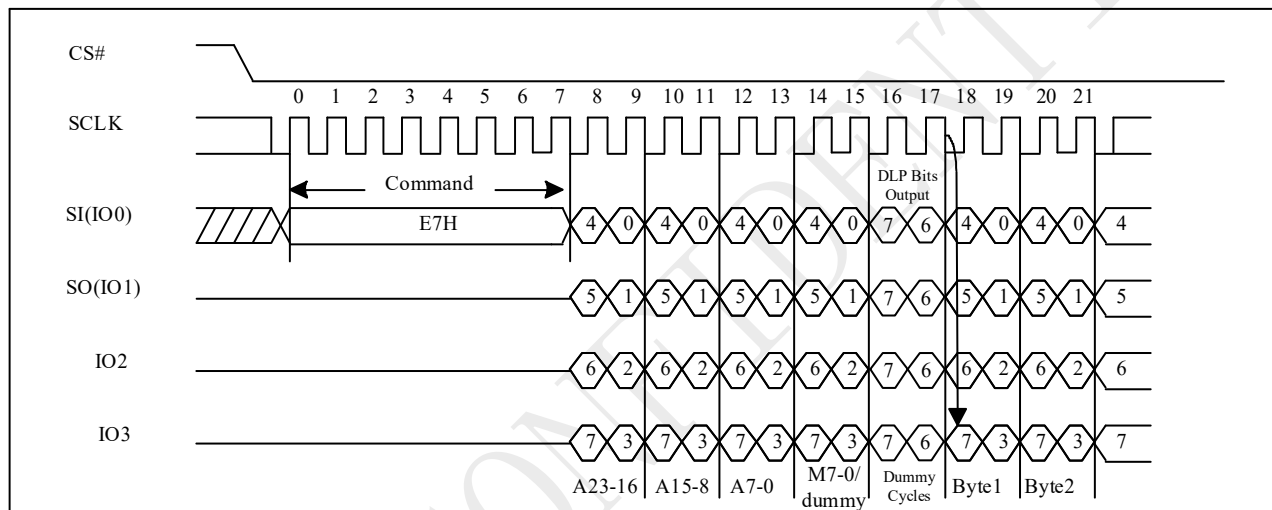 CS#
0 1 2 3 4 5 6 7 8 9 10 11 12 13 14 15 16 17 18 19 20 21
SCLK
Command
DLP Bits
Output
SI(IO0) E7H 4 0 4 0 4 0 4 0 7 6 4 0 4 0 4
SO(IO1) 5 1 5 1 5 1 5 1 7 6 5 1 5 1 5
IO2 6 2 6 2 6 2 6 2 7 6 6 2 6 2 6
IO3 7 3 7 3 7 3 7 3 7 6 7 3 7 3 7
A23-16 A15-8 A7-0 M7-0/ dummy Dummy Cycles Byte1 Byte2